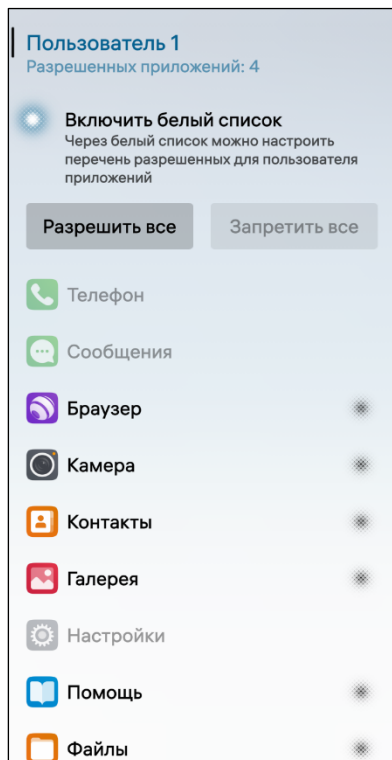 Пользователь 1
Разрешенных приложений: 4
Включить белый список
Через белый список можно настроить
перечень разрешенных для пользователя
приложений
Разрешить все
Запретить все
Телефон
Сообщения
Браузер
Камера
Контакты
Галерея
Настройки
Помощь
Файлы